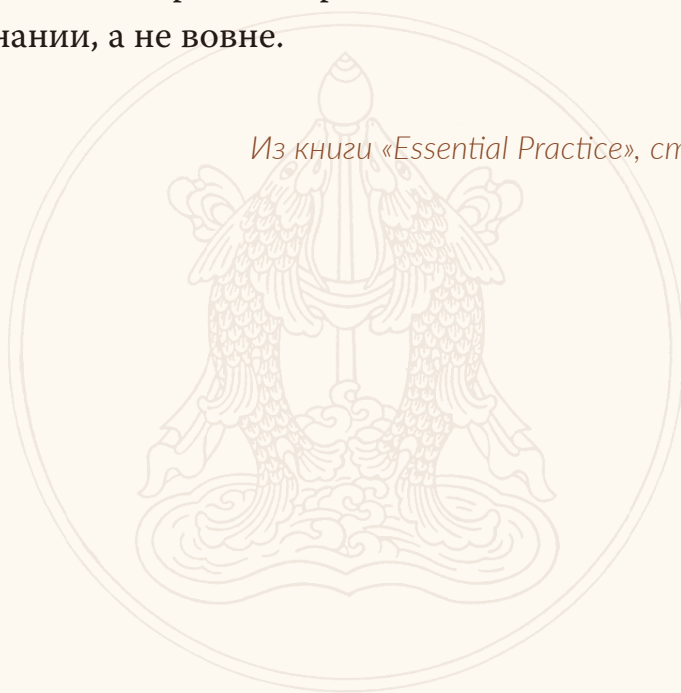 нании, а не вовне.
Из книги «Essential Practice», ст